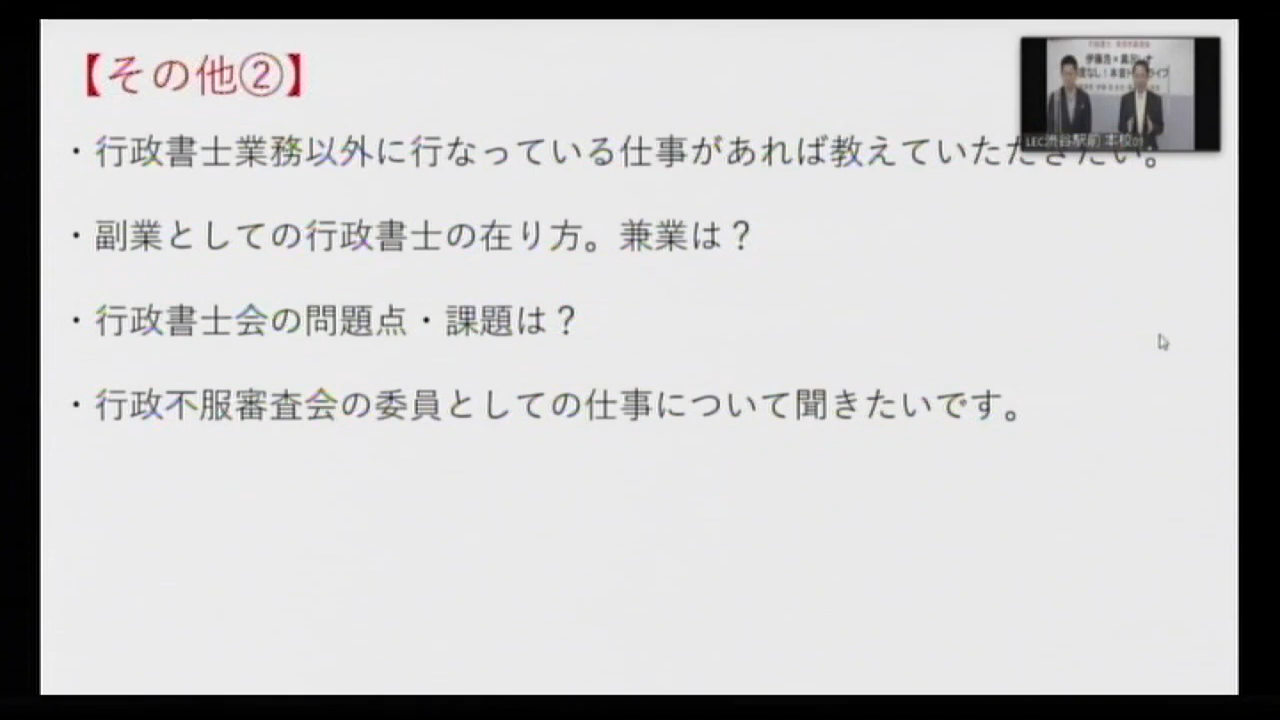 【その他②】
・行政書士業務以外に行なっている仕事があれば教えていただきたい。
・副業としての行政書士の在り方。兼業は？
・行政書士会の問題点・課題は？
・行政不服審査会の委員としての仕事について聞きたいです。
LEC渋谷駅前 本校